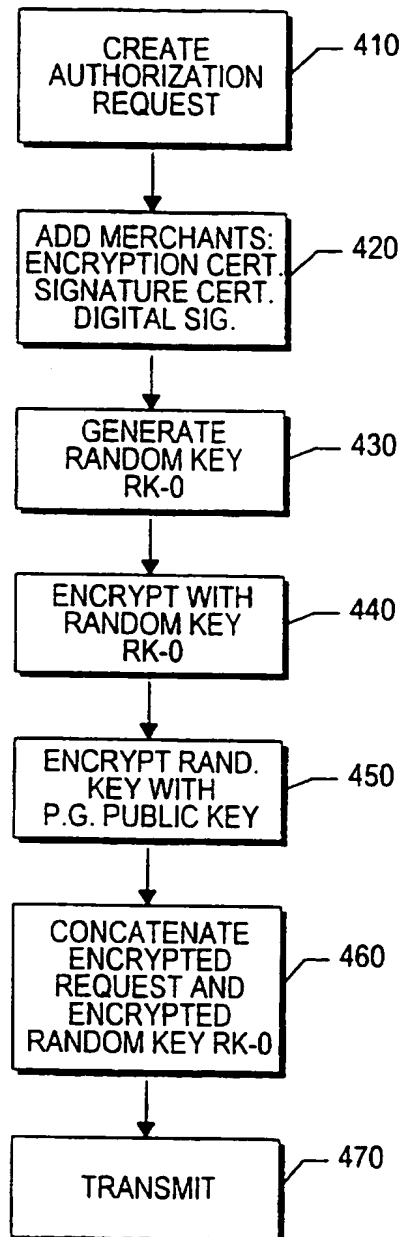 CREATE
AUTHORIZATION
REQUEST
410
ADD MERCHANTS:
ENCRYPTION CERT.
SIGNATURE CERT.
DIGITAL SIG.
420
GENERATE
RANDOM KEY
RK-0
430
ENCRYPT WITH
RANDOM KEY
RK-0
440
ENCRYPT RAND.
KEY WITH
P.G. PUBLIC KEY
450
CONCATENATE
ENCRYPTED
REQUEST AND
ENCRYPTED
RANDOM KEY RK-0
460
TRANSMIT
470